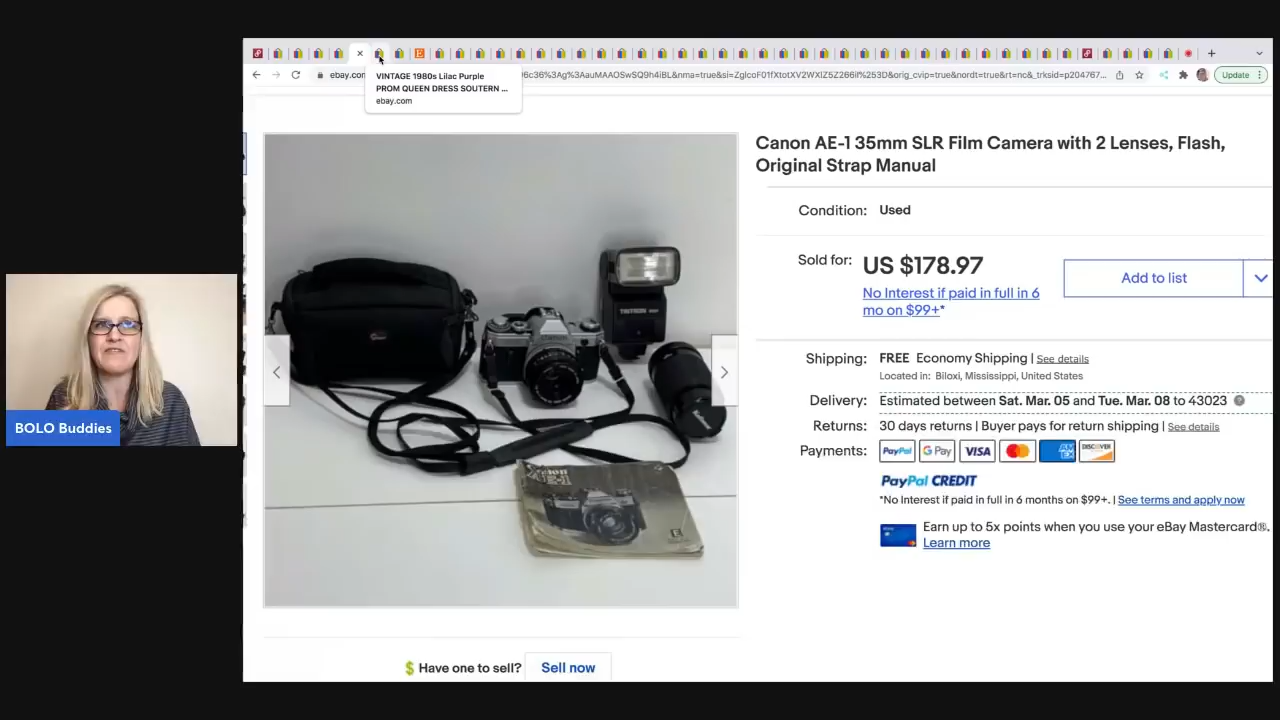 VINTAGE 1980s Lilac Purple
PROM QUEEN DRESS SOUTERN ...
ebay.com
Update
Canon AE-1 35mm SLR Film Camera with 2 Lenses, Flash,
Original Strap Manual
Condition: Used
Sold for: US $178.97
Add to list
No Interest if paid in full in 6
mo on $99+*
Shipping: FREE Economy Shipping | See details
Located in: Biloxi, Mississippi, United States
Delivery: Estimated between Sat. Mar. 05 and Tue. Mar. 08 to 43023
Returns: 30 days returns | Buyer pays for return shipping | See details
Payments: PayPal G Pay VISA DISCOVER
PayPal CREDIT
*No Interest if paid in full in 6 months on $99+. | See terms and apply now
Earn up to 5x points when you use your eBay Mastercard®.
Learn more
BOLO Buddies
Have one to sell? Sell now